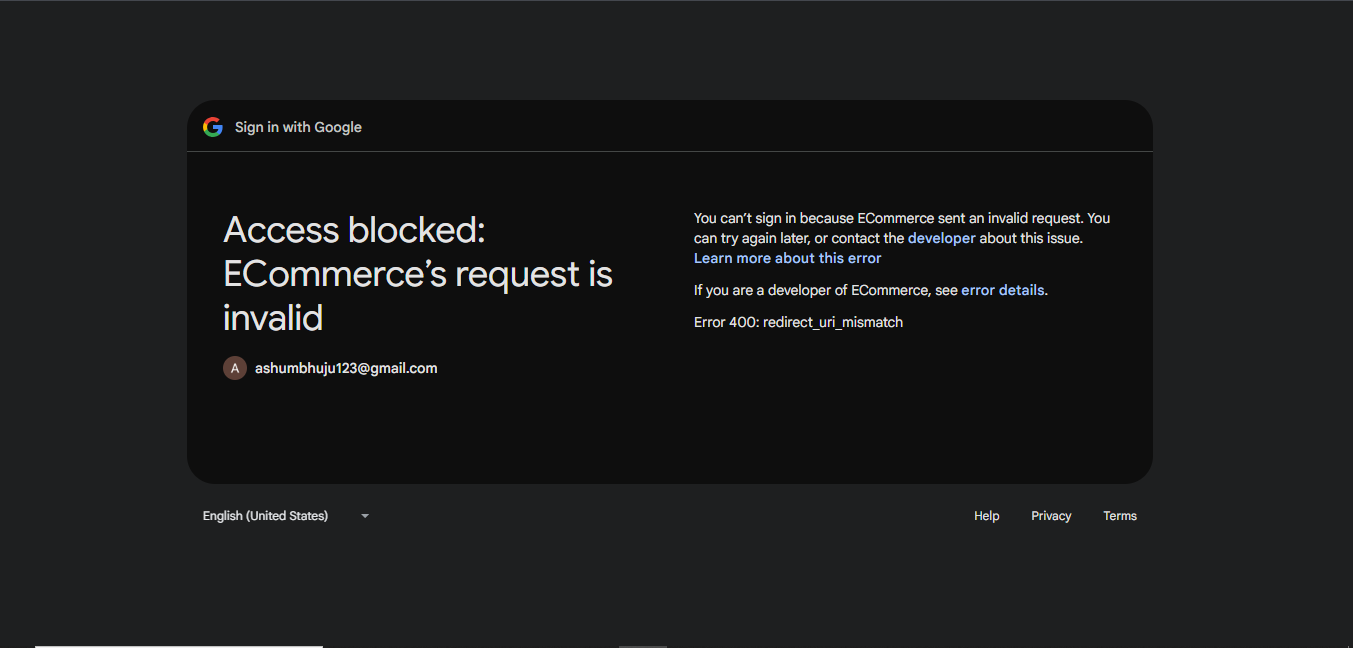 Sign in with Google
Access blocked:
ECommerce’s request is
invalid
A ashumbhuju123@gmail.com
You can’t sign in because ECommerce sent an invalid request. You
can try again later, or contact the developer about this issue.
Learn more about this error
If you are a developer of ECommerce, see error details.
Error 400: redirect_uri_mismatch
English (United States)
Help Privacy Terms